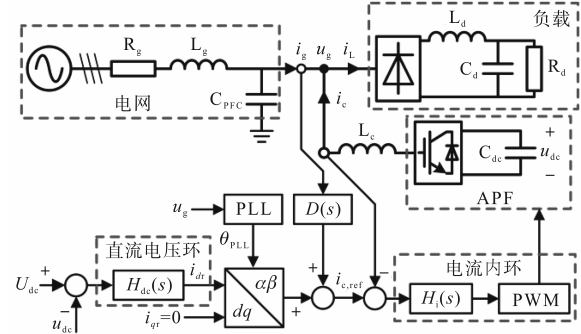 R_g
L_g
i_g
u_g
i_L
L_d
负载
C_d
R_d
电网
C_PFC
i_c
L_c
C_dc
+
u_dc
−
APF
u_g
PLL
D(s)
θ_PLL
直流电压环
电流内环
U_dc
+
−
u_dc
H_dc(s)
i_dr
αβ
dq
i_qr=0
+
+
i_c,ref
−
H_i(s)
PWM